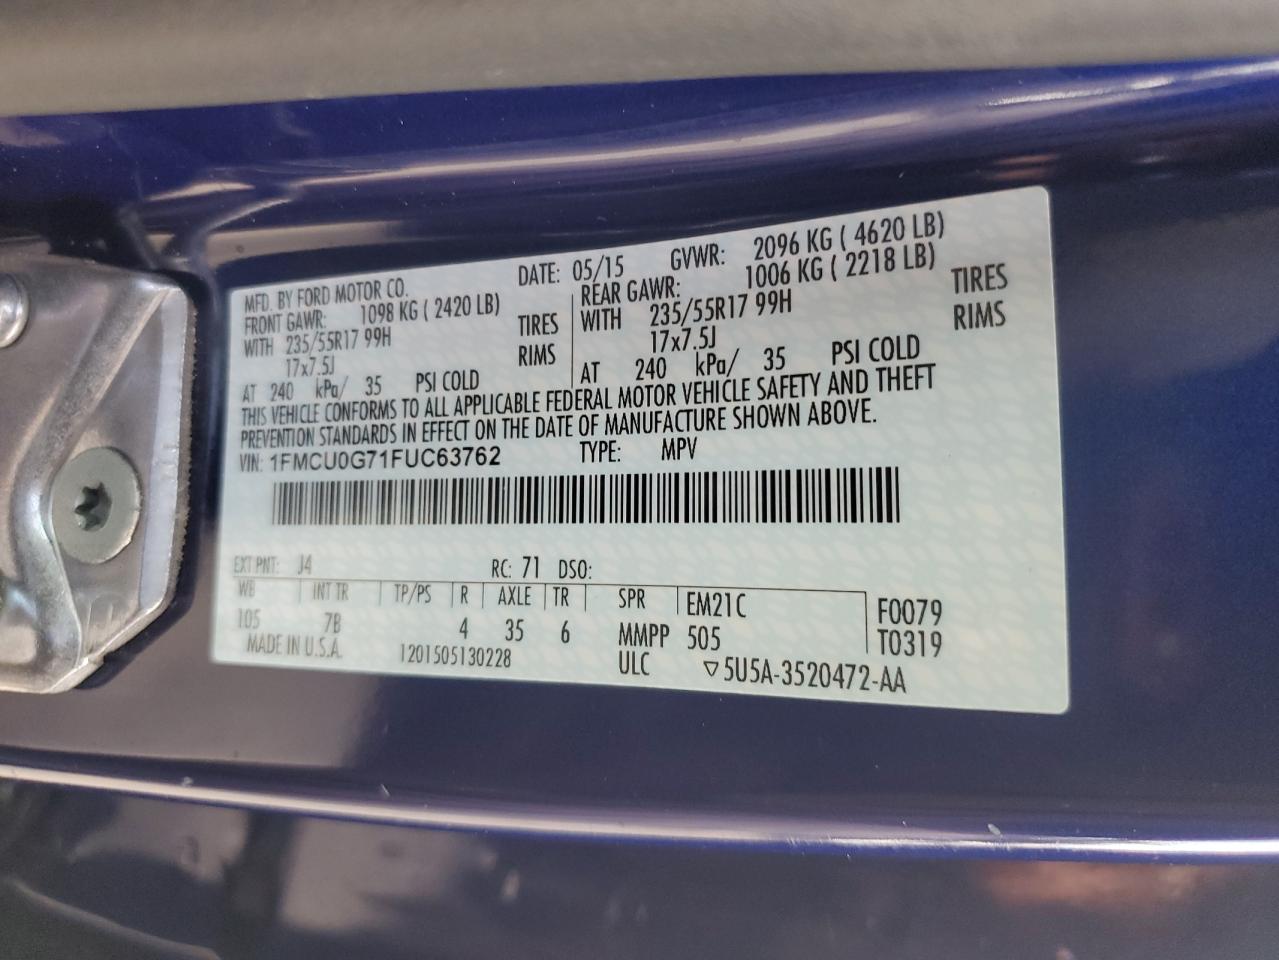 MFD. BY FORD MOTOR CO. DATE: 05/15 GVWR: 2096 KG ( 4620 LB)
FRONT GAWR: 1098 KG ( 2420 LB) REAR GAWR: 1006 KG ( 2218 LB)
WITH 235/55R17 99H TIRES WITH 235/55R17 99H TIRES
17x7.5J RIMS 17x7.5J RIMS
AT 240 kPa/ 35 PSI COLD AT 240 kPa/ 35 PSI COLD
THIS VEHICLE CONFORMS TO ALL APPLICABLE FEDERAL MOTOR VEHICLE SAFETY AND THEFT
PREVENTION STANDARDS IN EFFECT ON THE DATE OF MANUFACTURE SHOWN ABOVE.
VIN: 1FMCU0G71FUC63762 TYPE: MPV
EXT PNT: J4 RC: 71 DSO:
WB INT TR TP/PS R AXLE TR SPR EM21C F0079
105 7B 4 35 6 MMPP 505 T0319
MADE IN U.S.A. 1201505130228 ULC ▽5U5A-3520472-AA